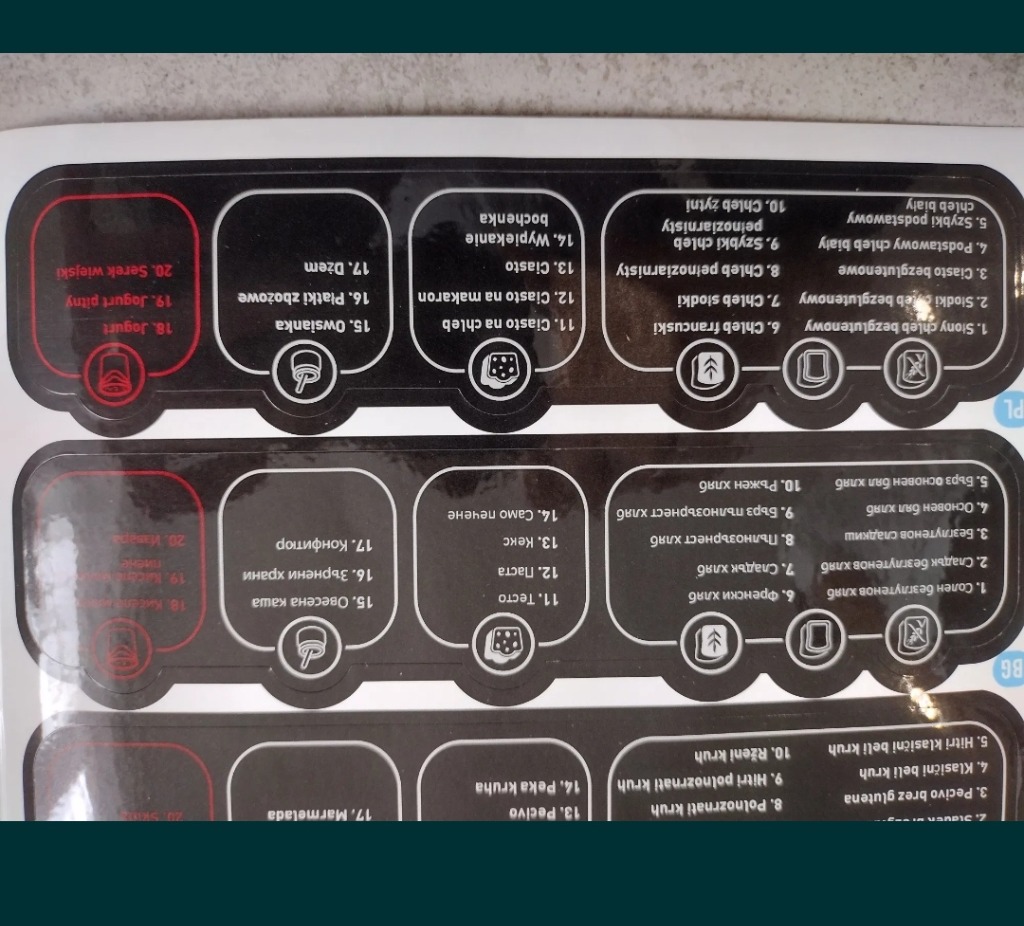 3. Pecivo brez glutena
4. Klasični beli kruh
5. Hitri klasični beli kruh
8. Polnozrnati kruh
9. Hitri polnozrnati kruh
10. Rženi kruh
13. Pecivo
14. Peka kruha
17. Marmelada
20.
BG
1. Солен безглутенов хляб
2. Сладък безглутенов хляб
3. Безглутенов сладкиш
4. Основен бял хляб
5. Бърз основен бял хляб
6. Френски хляб
7. Сладък хляб
8. Пълнозърнест хляб
9. Бърз пълнозърнест хляб
10. Ръжен хляб
11. Тесто
12. Паста
13. Кекс
14. Само печене
15. Овесена каша
16. Зърнени храни
17. Конфитюр
18. Кисело
19. Кисело
пиене
20. Извара
PL
1. Słony chleb bezglutenowy
2. Słodki chleb bezglutenowy
3. Ciasto bezglutenowe
4. Podstawowy chleb biały
5. Szybki podstawowy
chleb biały
6. Chleb francuski
7. Chleb słodki
8. Chleb pełnoziarnisty
9. Szybki chleb
pełnoziarnisty
10. Chleb żytni
11. Ciasto na chleb
12. Ciasto na makaron
13. Ciasto
14. Wypiekanie
bochenka
15. Owsianka
16. Płatki zbożowe
17. Dżem
18. Jogurt
19. Jogurt pitny
20. Serek wiejski